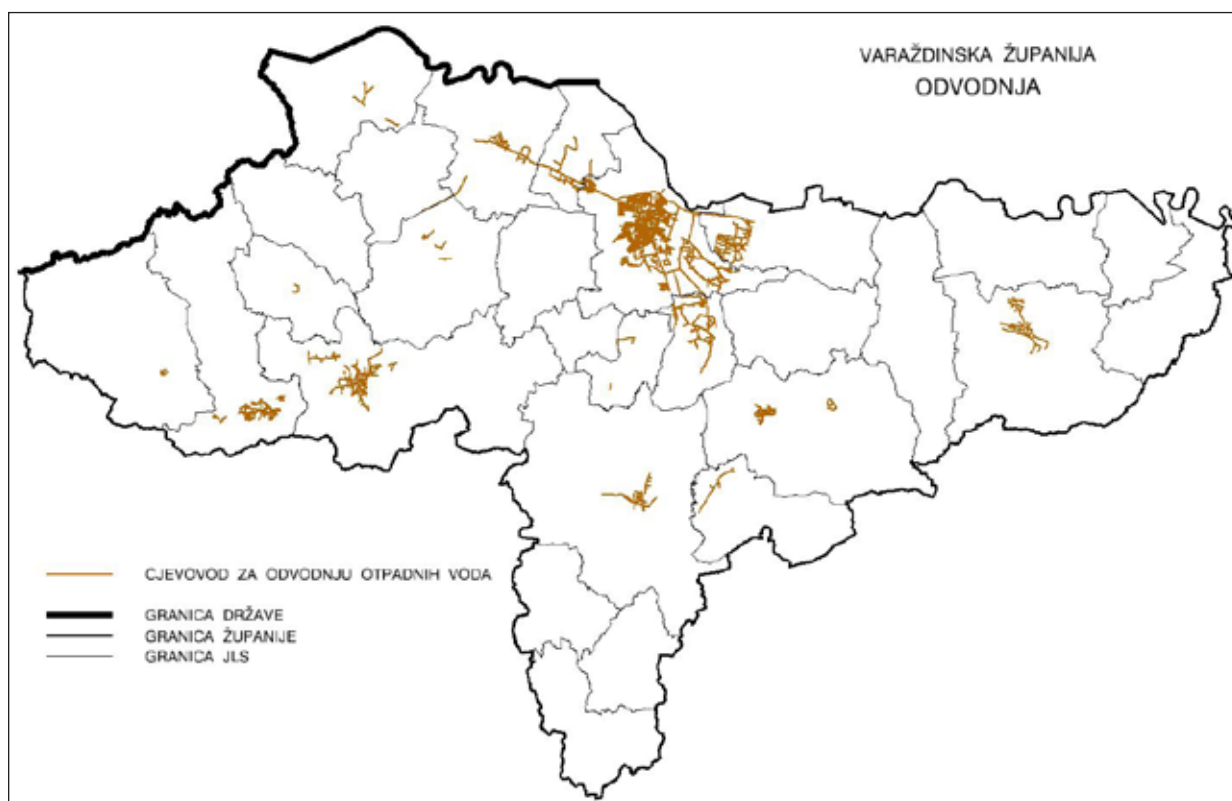 VARAŽDINSKA ŽUPANIJA
ODVODNJA
CJEVOVOD ZA ODVODNJU OTPADNIH VODA
GRANICA DRŽAVE
GRANICA ŽUPANIJE
GRANICA JLS